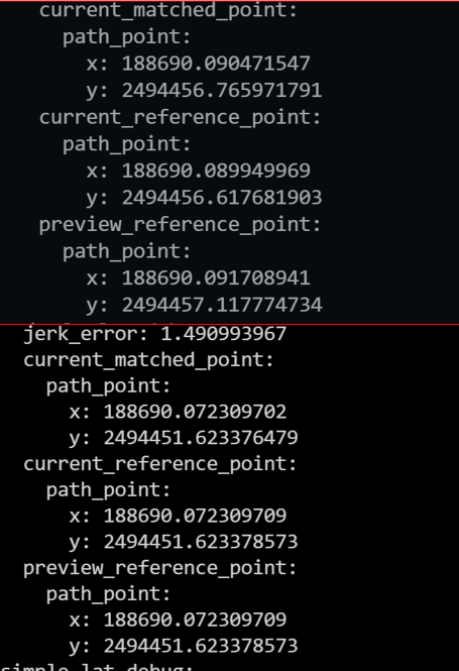 current_matched_point:
path_point:
x: 188690.090471547
y: 2494456.765971791
current_reference_point:
path_point:
x: 188690.089949969
y: 2494456.617681903
preview_reference_point:
path_point:
x: 188690.091708941
y: 2494457.117774734
jerk_error: 1.490993967
current_matched_point:
path_point:
x: 188690.072309702
y: 2494451.623376479
current_reference_point:
path_point:
x: 188690.072309709
y: 2494451.623378573
preview_reference_point:
path_point:
x: 188690.072309709
y: 2494451.623378573
simple_lat_debug: